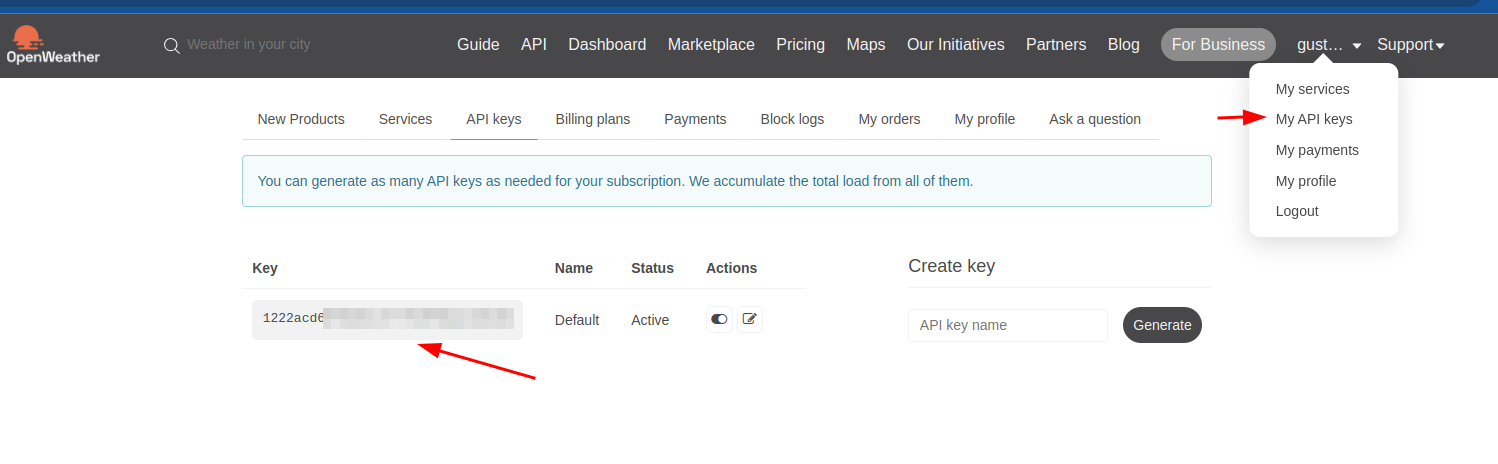 OpenWeather
Weather in your city
Guide API Dashboard Marketplace Pricing Maps Our Initiatives Partners Blog For Business gust... Support
My services
My API keys
My payments
My profile
Logout
New Products Services API keys Billing plans Payments Block logs My orders My profile Ask a question
You can generate as many API keys as needed for your subscription. We accumulate the total load from all of them.
Key Name Status Actions
1222acd6 Default Active
Create key
API key name Generate